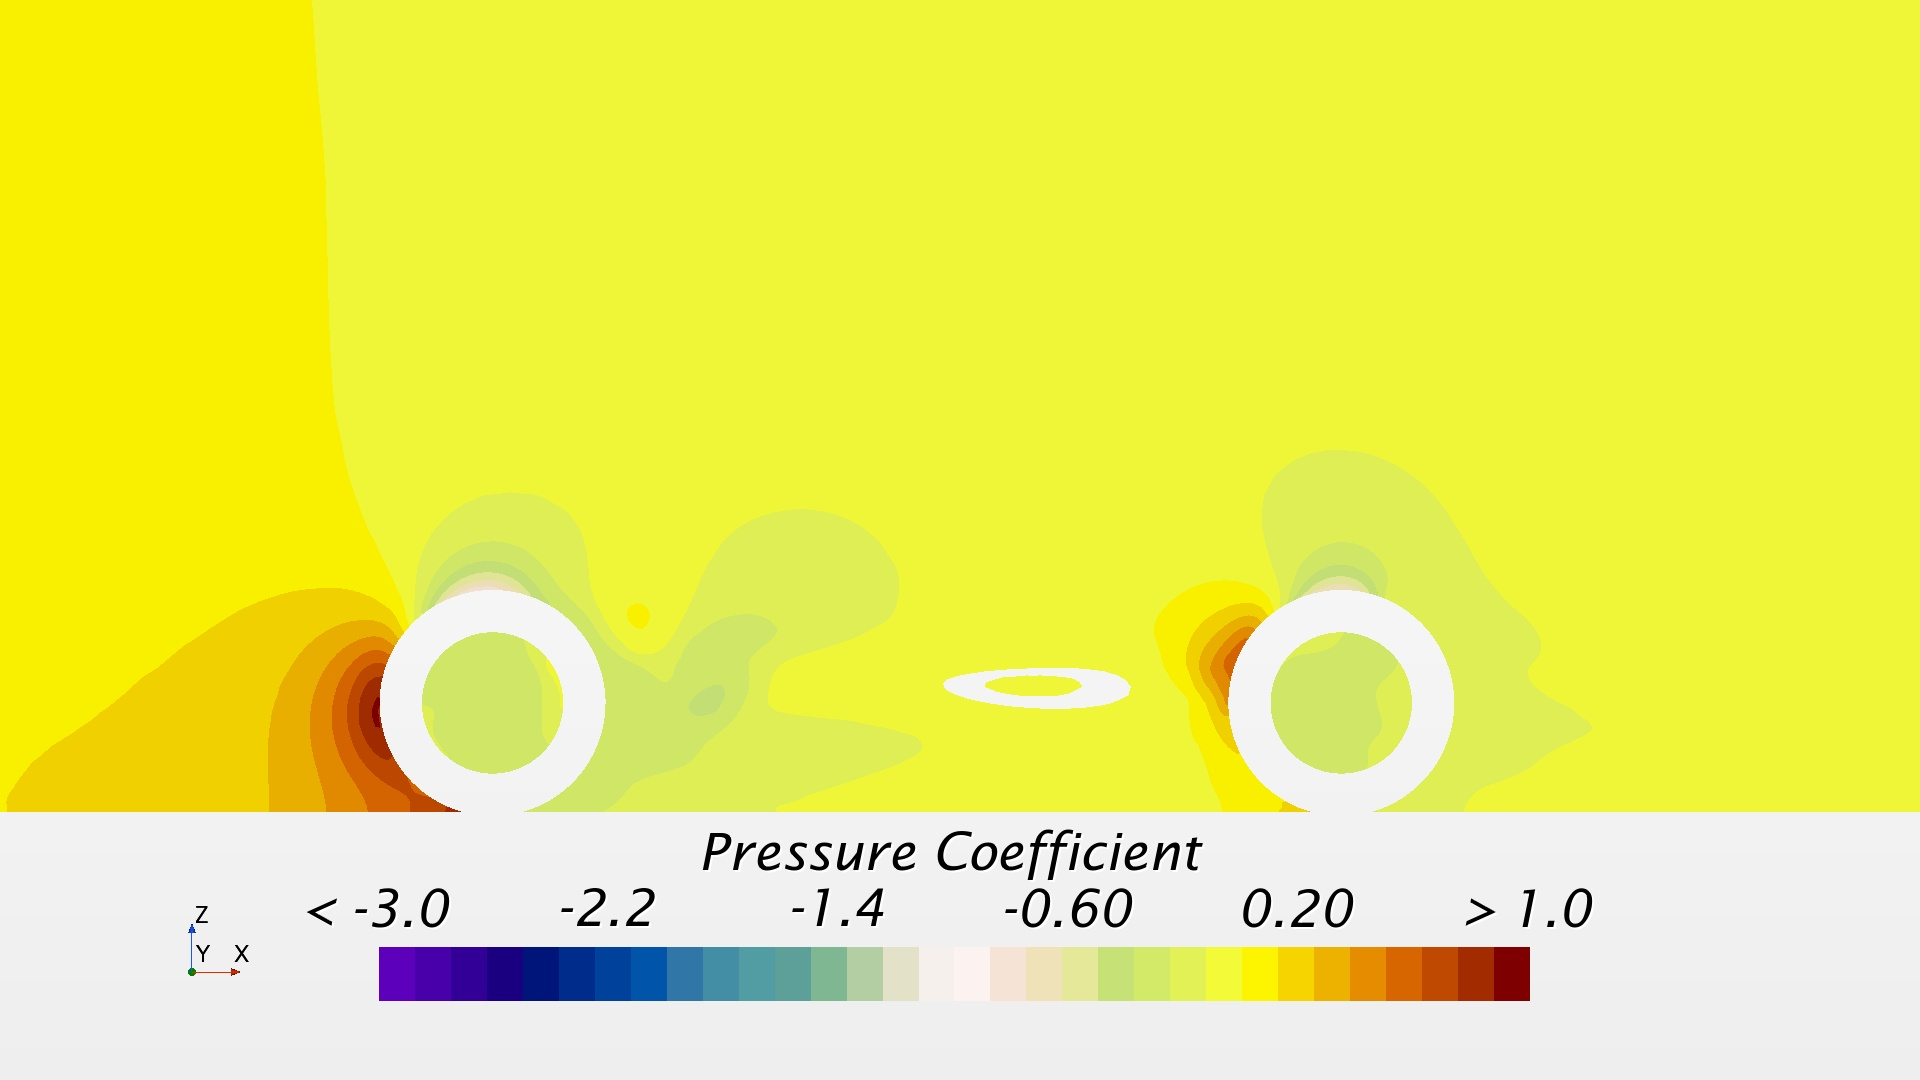 Pressure Coefficient
< -3.0 -2.2 -1.4 -0.60 0.20 > 1.0
Z
Y X